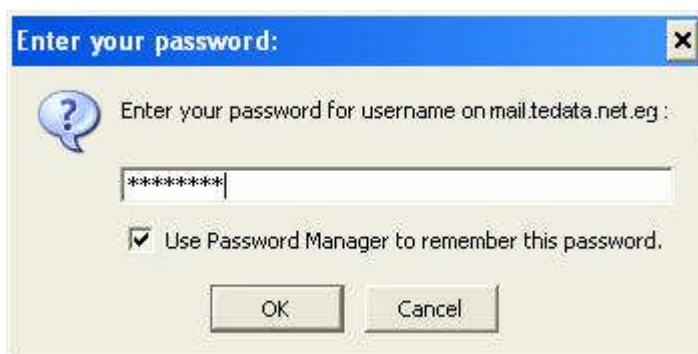 Enter your password:
Enter your password for username on mail.tedata.net.eg :
********
Use Password Manager to remember this password.
OK
Cancel